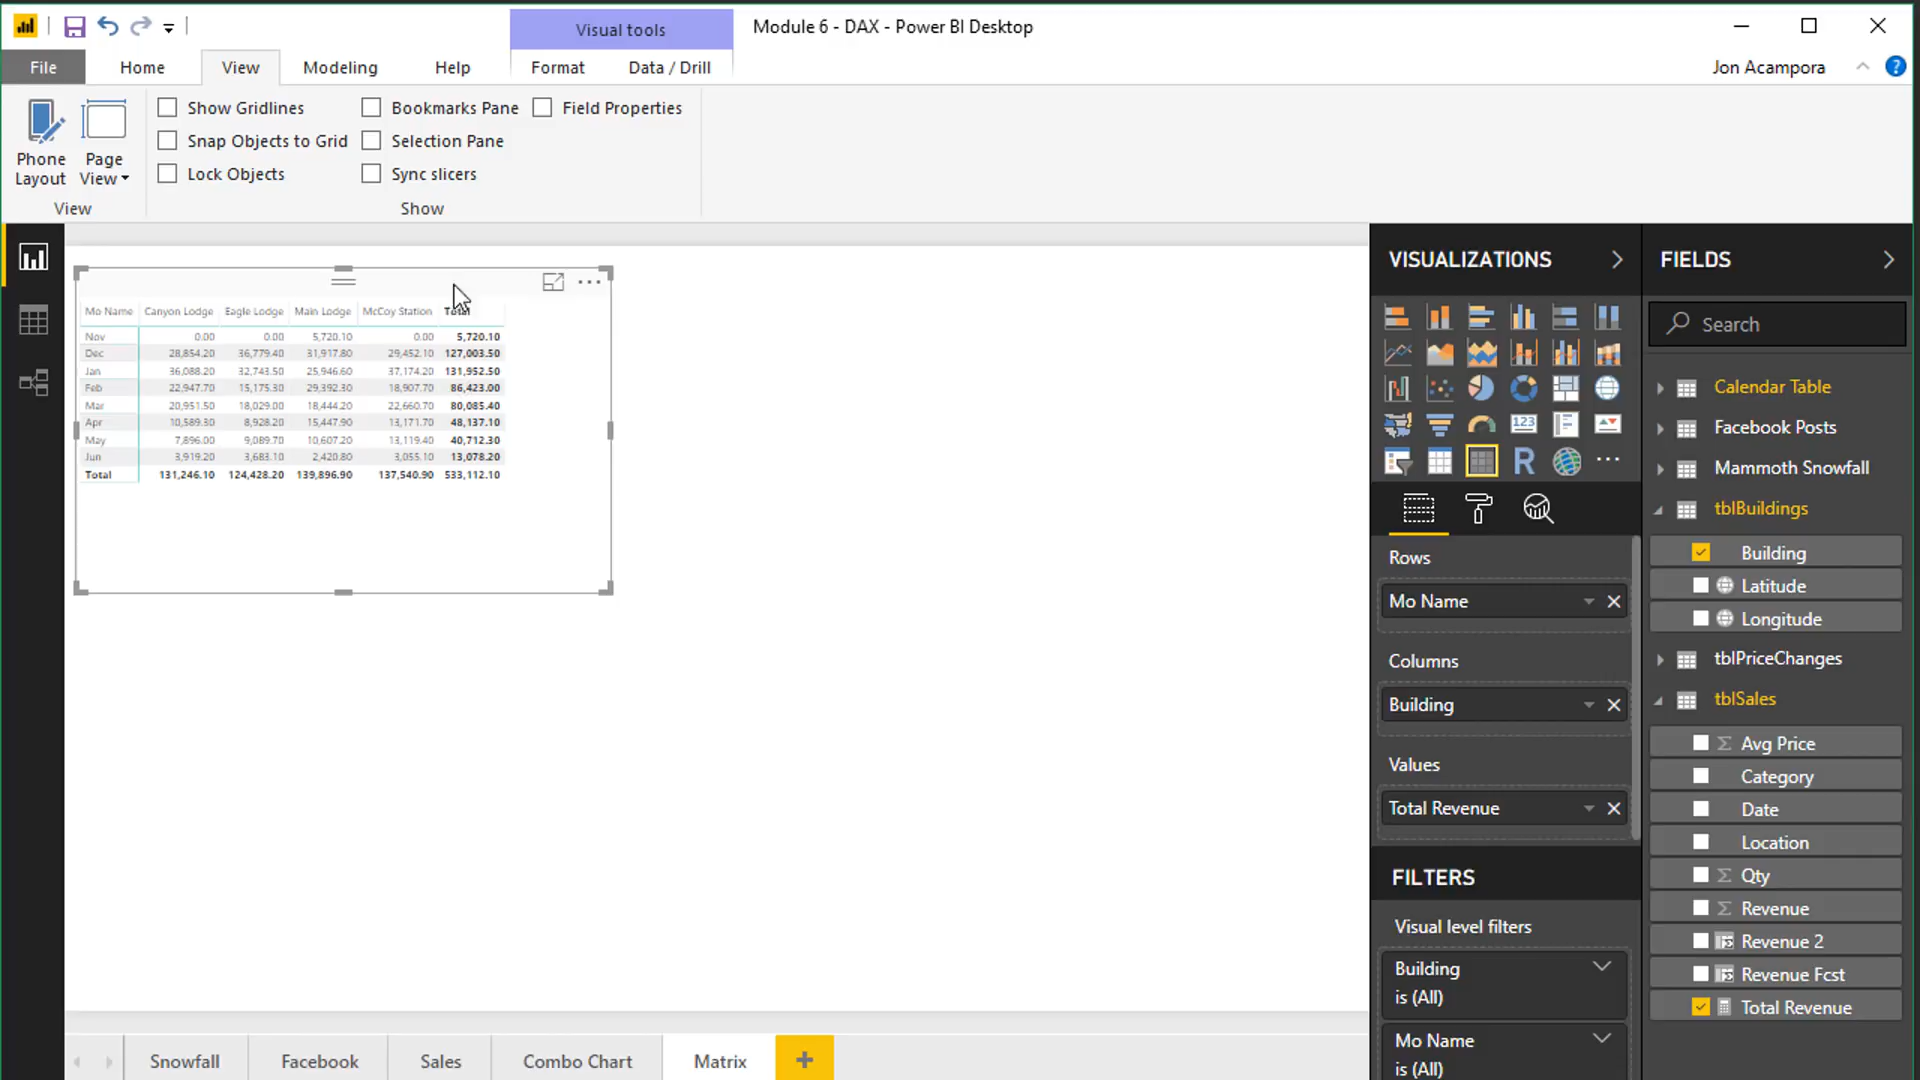 Visual tools
Module 6 - DAX - Power BI Desktop
File Home View Modeling Help Format Data / Drill
Jon Acampora
?
Phone Layout
Page View
Show Gridlines
Snap Objects to Grid
Lock Objects
Bookmarks Pane
Selection Pane
Sync slicers
Field Properties
View
Show
Mo Name Canyon Lodge Eagle Lodge Main Lodge McCoy Station Total
Nov 0.00 0.00 5,720.10 0.00 5,720.10
Dec 28,854.20 36,779.40 31,917.80 29,452.10 127,003.50
Jan 36,088.20 32,743.50 25,946.60 37,174.20 131,952.50
Feb 22,947.70 15,175.30 29,392.30 18,907.70 86,423.00
Mar 20,951.50 18,029.00 18,444.20 22,660.70 80,085.40
Apr 10,589.30 8,928.20 15,447.90 13,171.70 48,137.10
May 7,896.00 9,089.70 10,607.20 13,119.40 40,712.30
Jun 3,919.20 3,683.10 2,420.80 3,055.10 13,078.20
Total 131,246.10 124,428.20 139,896.90 137,540.90 533,112.10
VISUALIZATIONS
123
R
Rows
Mo Name
Columns
Building
Values
Total Revenue
FILTERS
Visual level filters
Building
is (All)
Mo Name
is (All)
FIELDS
Search
Calendar Table
Facebook Posts
Mammoth Snowfall
tblBuildings
Building
Latitude
Longitude
tblPriceChanges
tblSales
Avg Price
Category
Date
Location
Qty
Revenue
Revenue 2
Revenue Fcst
Total Revenue
Snowfall Facebook Sales Combo Chart Matrix